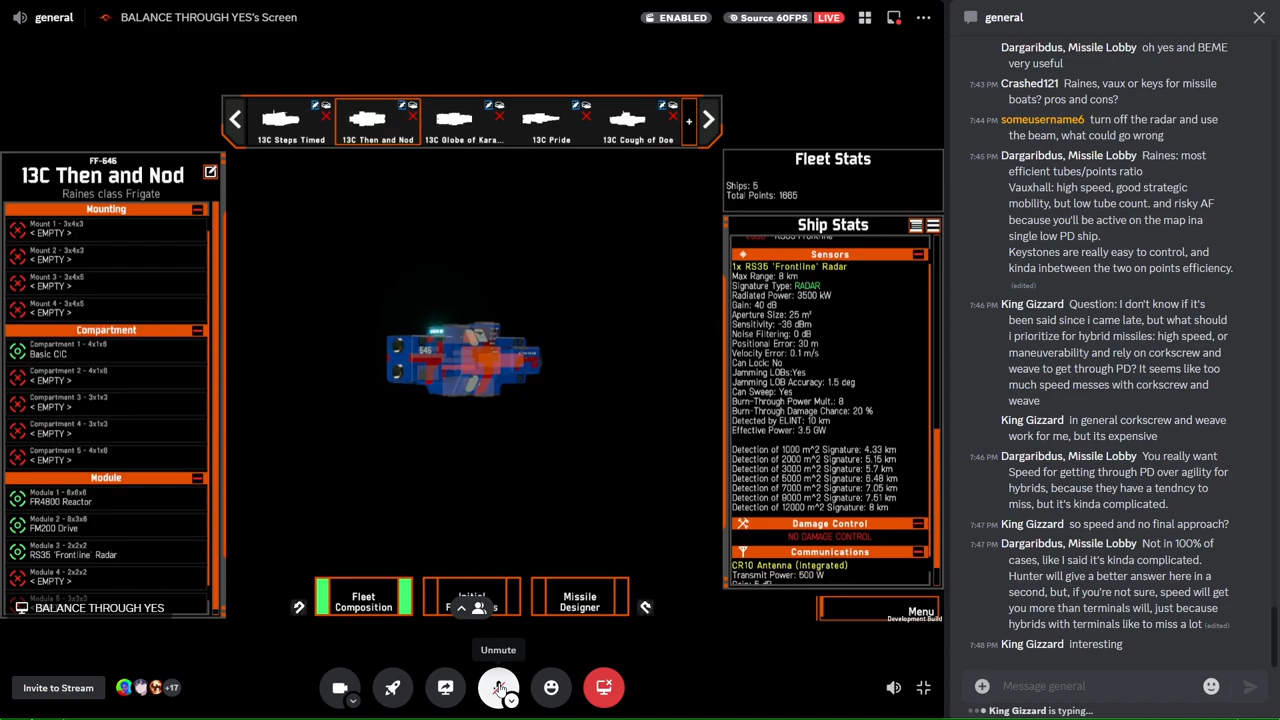 general
BALANCE THROUGH YES's Screen
ENABLED
Source 60FPS
LIVE
13C Steps Timed
13C Then and Nod
13C Globe of Kara...
13C Pride
13C Cough of Doe
+
FF-646
13C Then and Nod
Raines class Frigate
Mounting
Mount 1 - 3x4x3
< EMPTY >
Mount 2 - 3x4x3
< EMPTY >
Mount 3 - 3x4x5
< EMPTY >
Mount 4 - 3x4x5
< EMPTY >
Compartment
Compartment 1 - 4x1x6
Basic CIC
Compartment 2 - 4x1x6
< EMPTY >
Compartment 3 - 3x1x3
< EMPTY >
Compartment 4 - 3x1x3
< EMPTY >
Compartment 5 - 4x1x6
< EMPTY >
Module
Module 1 - 6x6x6
FR4800 Reactor
Module 2 - 8x3x6
FM200 Drive
Module 3 - 2x2x2
RS35 'Frontline' Radar
Module 4 - 2x2x2
< EMPTY >
BALANCE THROUGH YES
646
Fleet Stats
Ships: 5
Total Points: 1665
Ship Stats
Sensors
1x RS35 'Frontline' Radar
Max Range: 8 km
Signature Type: RADAR
Radiated Power: 3500 kW
Gain: 40 dB
Aperture Size: 25 m²
Sensitivity: -36 dBm
Noise Filtering: 0 dB
Positional Error: 30 m
Velocity Error: 0.1 m/s
Can Lock: No
Jamming LOBs:Yes
Jamming LOB Accuracy: 1.5 deg
Can Sweep: Yes
Burn-Through Power Mult.: 8
Burn-Through Damage Chance: 20 %
Detected by ELINT: 10 km
Effective Power: 3.5 GW
Detection of 1000 m^2 Signature: 4.33 km
Detection of 2000 m^2 Signature: 5.15 km
Detection of 3000 m^2 Signature: 5.7 km
Detection of 5000 m^2 Signature: 6.48 km
Detection of 7000 m^2 Signature: 7.05 km
Detection of 9000 m^2 Signature: 7.51 km
Detection of 12000 m^2 Signature: 8 km
Damage Control
NO DAMAGE CONTROL
Communications
CR10 Antenna (Integrated)
Transmit Power: 500 W
Fleet
Composition
Initial
Missile
Designer
Menu
Development Build
Unmute
Invite to Stream
+17
general
Dargaribdus, Missile Lobby oh yes and BEME
very useful
7:43 PM Crashed121 Raines, vaux or keys for missile
boats? pros and cons?
7:44 PM someusername6 turn off the radar and use
the beam, what could go wrong
7:45 PM Dargaribdus, Missile Lobby Raines: most
efficient tubes/points ratio
Vauxhall: high speed, good strategic
mobility, but low tube count. and risky AF
because you'll be active on the map ina
single low PD ship.
Keystones are really easy to control, and
kinda inbetween the two on points efficiency.
(edited)
7:46 PM King Gizzard Question: I don't know if it's
been said since i came late, but what should
i prioritize for hybrid missiles: high speed, or
maneuverability and rely on corkscrew and
weave to get through PD? It seems like too
much speed messes with corkscrew and
weave
King Gizzard in general corkscrew and weave
work for me, but its expensive
7:46 PM Dargaribdus, Missile Lobby You really want
Speed for getting through PD over agility for
hybrids, because they have a tendncy to
miss, but it's kinda complicated.
7:47 PM King Gizzard so speed and no final approach?
7:47 PM Dargaribdus, Missile Lobby Not in 100% of
cases, like I said it's kinda complicated.
Hunter will give a better answer here in a
second, but, if you're not sure, speed will get
you more than terminals will, just because
hybrids with terminals like to miss a lot (edited)
7:48 PM King Gizzard interesting
Message general
King Gizzard is typing...